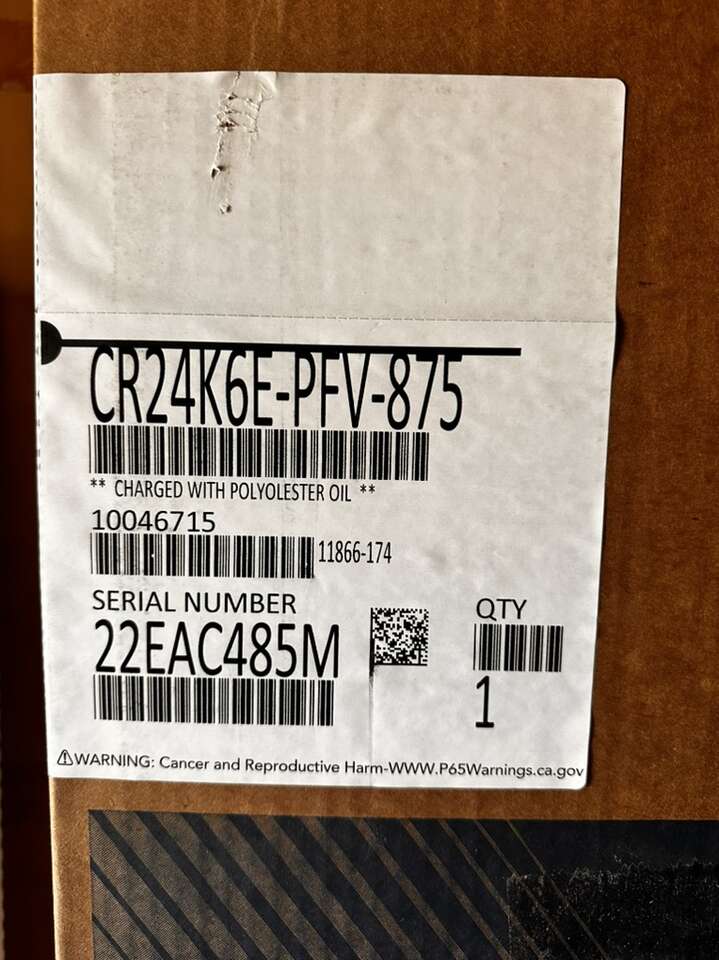 CR24K6E-PFV-875
** CHARGED WITH POLYOLESTER OIL **
10046715
11866-174
SERIAL NUMBER
22EAC485M
QTY
1
⚠WARNING: Cancer and Reproductive Harm-WWW.P65Warnings.ca.gov